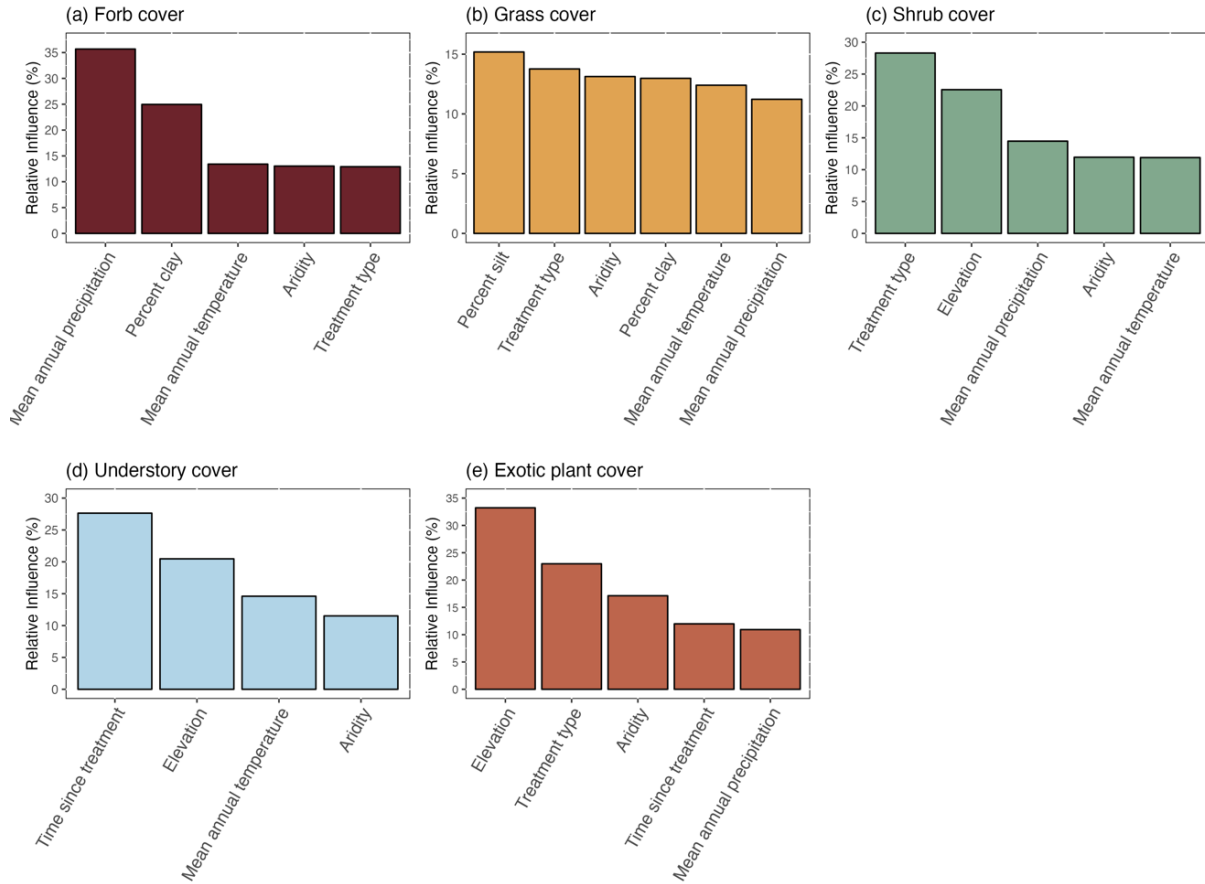 (a) Forb cover
Relative Influence (%)
35
30
25
20
15
10
5
0
Mean annual precipitation
Percent clay
Mean annual temperature
Aridity
Treatment type
(b) Grass cover
Relative Influence (%)
15
10
5
0
Percent silt
Treatment type
Aridity
Percent clay
Mean annual temperature
Mean annual precipitation
(c) Shrub cover
Relative Influence (%)
30
25
20
15
10
5
0
Treatment type
Elevation
Mean annual precipitation
Aridity
Mean annual temperature
(d) Understory cover
Relative Influence (%)
30
25
20
15
10
5
0
Time since treatment
Elevation
Mean annual temperature
Aridity
(e) Exotic plant cover
Relative Influence (%)
35
30
25
20
15
10
5
0
Elevation
Treatment type
Aridity
Time since treatment
Mean annual precipitation